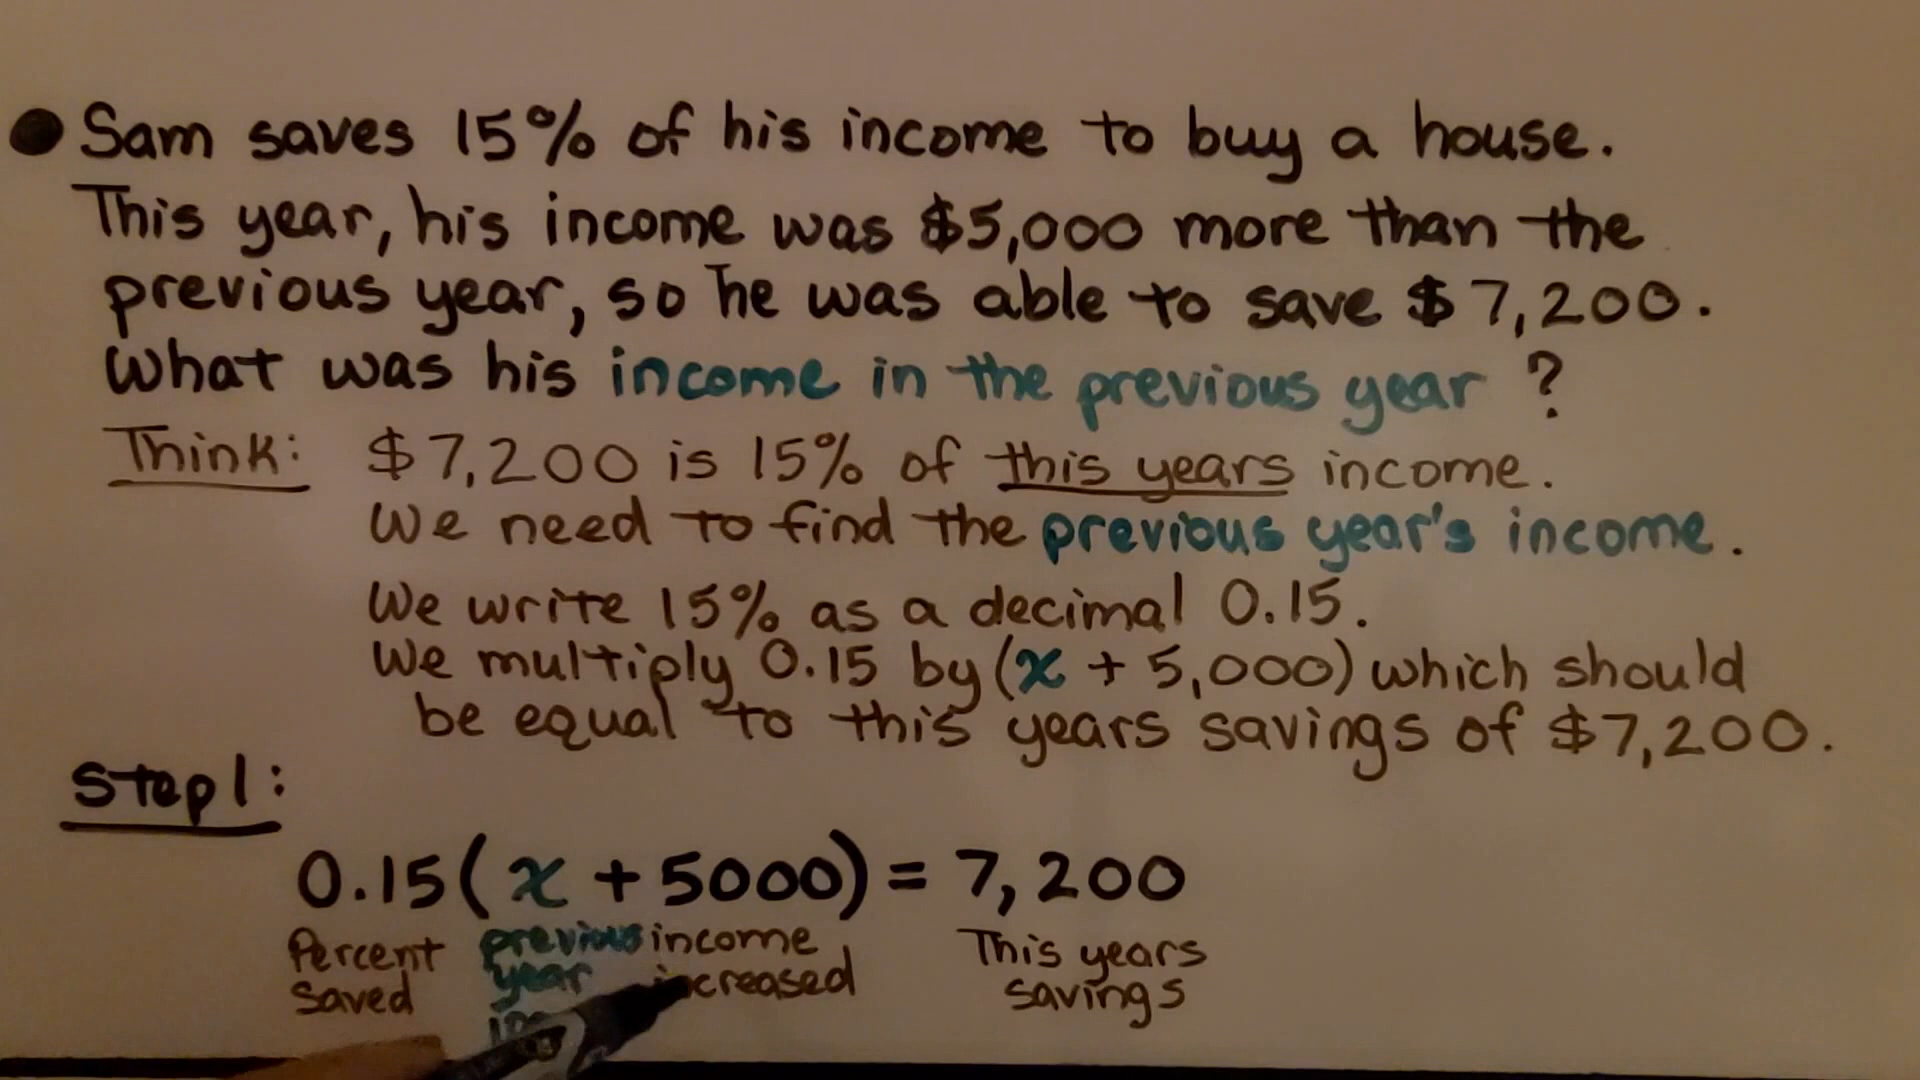 Sam saves 15% of his income to buy a house.
This year, his income was $5,000 more than the
previous year, so he was able to save $7,200.
What was his income in the previous year?
Think: $7,200 is 15% of this years income.
We need to find the previous year's income.
We write 15% as a decimal 0.15.
We multiply 0.15 by (x + 5,000) which should
be equal to this years savings of $7,200.
Step 1:
0.15(x + 5000) = 7,200
Percent previous income This years
saved year increased savings